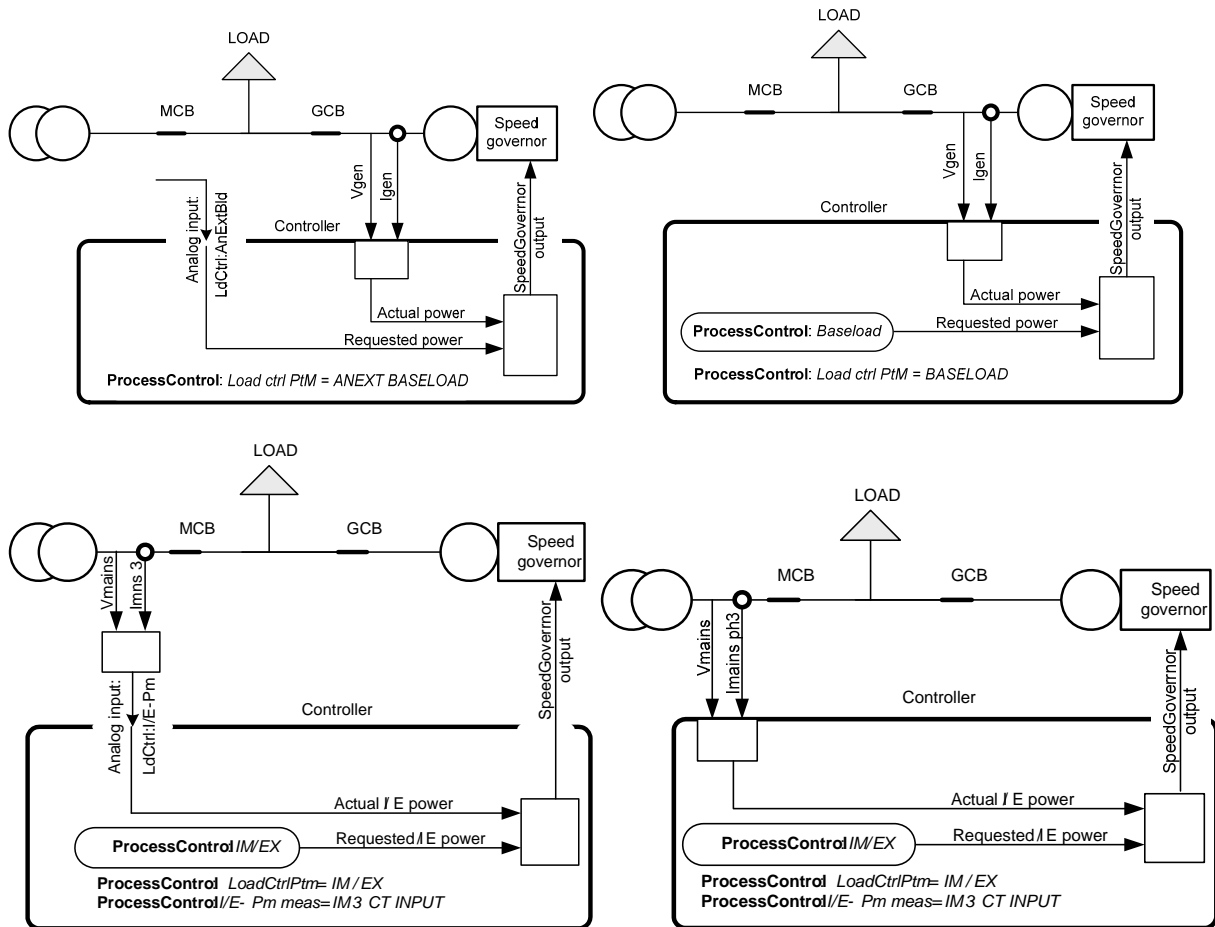 LOAD
MCB
GCB
Speed
governor
Vgen
Igen
SpeedGoverrnor
output
Analog input:
LdCtrl:AnExtBld
Controller
Actual power
Requested power
ProcessControl: Load ctrl PtM = ANEXT BASELOAD
LOAD
MCB
GCB
Speed
governor
Vgen
Igen
SpeedGoverrnor
output
Controller
Actual power
ProcessControl: Baseload
Requested power
ProcessControl: Load ctrl PtM = BASELOAD
LOAD
MCB
GCB
Speed
governor
Vmains
Imns 3
SpeedGoverrnor
output
Analog input:
LdCtrl:I/E-Pm
Controller
Actual I/ E power
ProcessControl:IM/EX
Requested I/E power
ProcessControl: LoadCtrlPtm= IM / EX
ProcessControl:I/E- Pm meas=IM3 CT INPUT
LOAD
MCB
GCB
Speed
governor
Vmains
Imains ph3
SpeedGoverrnor
output
Controller
Actual I/ E power
ProcessControl:IM/EX
Requested I/E power
ProcessControl: LoadCtrlPtm= IM / EX
ProcessControl:I/E- Pm meas=IM3 CT INPUT